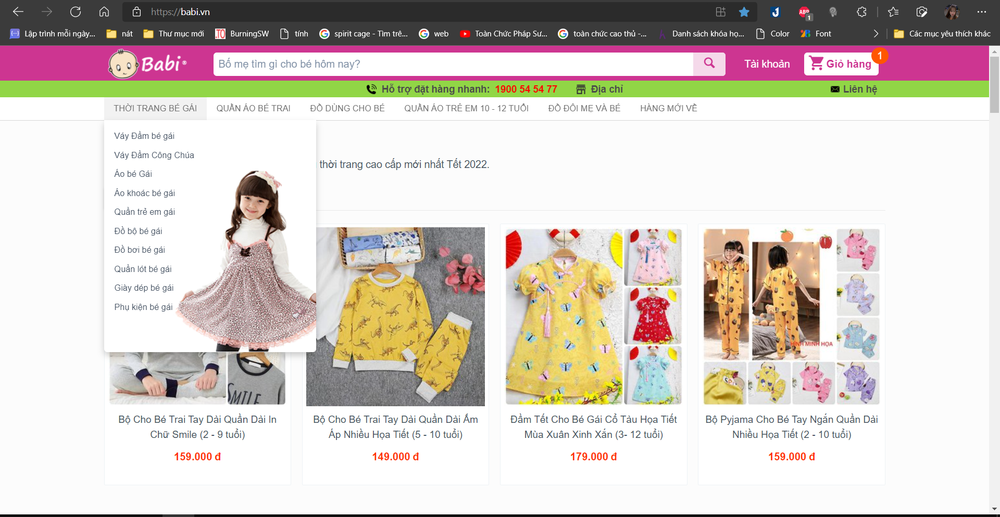 https://babi.vn
ABP
1
Lập trình mỗi ngày...
nát
Thư mục mới
.TO
BurningSW
tính
spirit cage - Tìm trê...
web
Toàn Chức Pháp Sư...
toàn chức cao thủ -...
Danh sách khóa họ...
Color
Font
Các mục yêu thích khác
Babi®
Bố mẹ tìm gì cho bé hôm nay?
Tài khoản
Giỏ hàng
1
Hỗ trợ đặt hàng nhanh: 1900 54 54 77
Địa chỉ
Liên hệ
THỜI TRANG BÉ GÁI
QUẦN ÁO BÉ TRAI
ĐỒ DÙNG CHO BÉ
QUẦN ÁO TRẺ EM 10 - 12 TUỔI
ĐỒ ĐÔI MẸ VÀ BÉ
HÀNG MỚI VỀ
Váy Đầm bé gái
Váy Đầm Công Chúa
Áo bé Gái
Áo khoác bé gái
Quần trẻ em gái
Đồ bộ bé gái
Đồ bơi bé gái
Quần lót bé gái
Giày dép bé gái
Phụ kiện bé gái
thời trang cao cấp mới nhất Tết 2022.
SMILE
HÌNH MINH HỌA
Bộ Cho Bé Trai Tay Dài Quần Dài In
Chữ Smile (2 - 9 tuổi)
159.000 đ
Bộ Cho Bé Trai Tay Dài Quần Dài Ấm
Áp Nhiều Họa Tiết (5 - 10 tuổi)
149.000 đ
Đầm Tết Cho Bé Gái Cổ Tàu Họa Tiết
Mùa Xuân Xinh Xắn (3- 12 tuổi)
179.000 đ
Bộ Pyjama Cho Bé Tay Ngắn Quần Dài
Nhiều Họa Tiết (2 - 10 tuổi)
159.000 đ